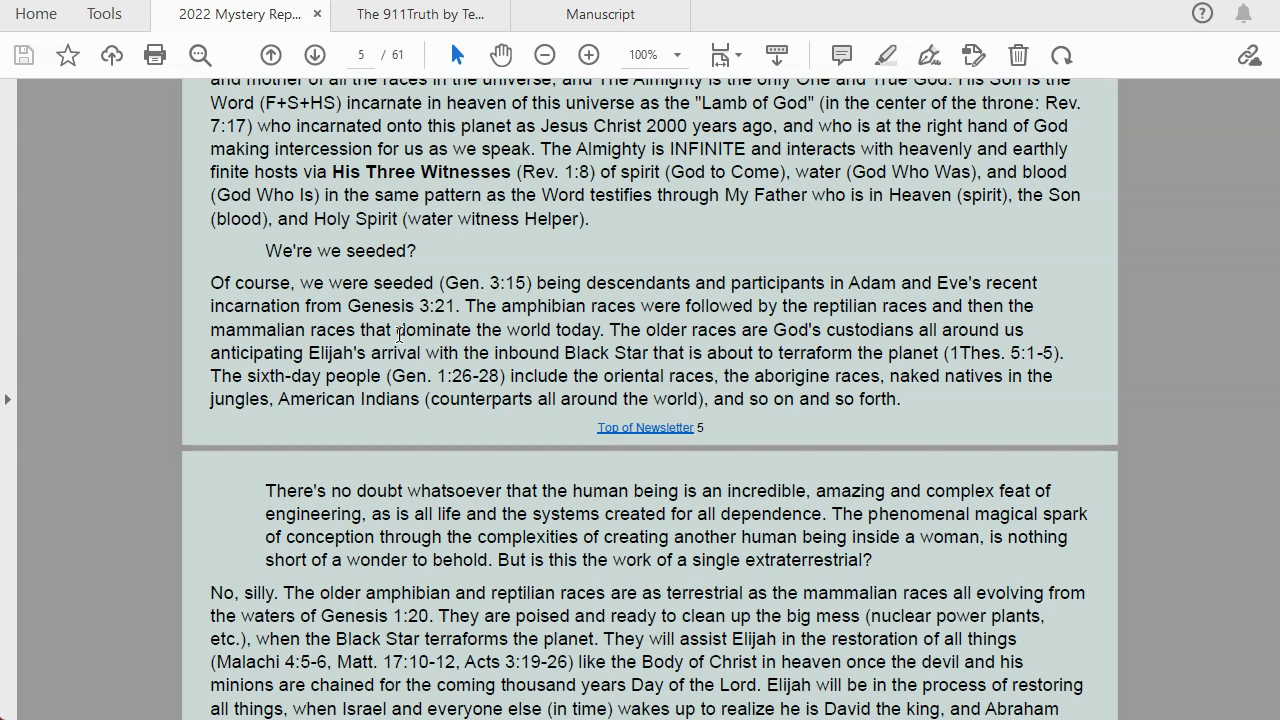 Home Tools 2022 Mystery Rep... × The 911Truth by Te... Manuscript
5 / 61 100%
and mother of all the races in the universe, and The Almighty is the only One and True God. His Son is the
Word (F+S+HS) incarnate in heaven of this universe as the "Lamb of God" (in the center of the throne: Rev.
7:17) who incarnated onto this planet as Jesus Christ 2000 years ago, and who is at the right hand of God
making intercession for us as we speak. The Almighty is INFINITE and interacts with heavenly and earthly
finite hosts via His Three Witnesses (Rev. 1:8) of spirit (God to Come), water (God Who Was), and blood
(God Who Is) in the same pattern as the Word testifies through My Father who is in Heaven (spirit), the Son
(blood), and Holy Spirit (water witness Helper).
We're we seeded?
Of course, we were seeded (Gen. 3:15) being descendants and participants in Adam and Eve's recent
incarnation from Genesis 3:21. The amphibian races were followed by the reptilian races and then the
mammalian races that dominate the world today. The older races are God's custodians all around us
anticipating Elijah's arrival with the inbound Black Star that is about to terraform the planet (1Thes. 5:1-5).
The sixth-day people (Gen. 1:26-28) include the oriental races, the aborigine races, naked natives in the
jungles, American Indians (counterparts all around the world), and so on and so forth.
Top of Newsletter 5
There's no doubt whatsoever that the human being is an incredible, amazing and complex feat of
engineering, as is all life and the systems created for all dependence. The phenomenal magical spark
of conception through the complexities of creating another human being inside a woman, is nothing
short of a wonder to behold. But is this the work of a single extraterrestrial?
No, silly. The older amphibian and reptilian races are as terrestrial as the mammalian races all evolving from
the waters of Genesis 1:20. They are poised and ready to clean up the big mess (nuclear power plants,
etc.), when the Black Star terraforms the planet. They will assist Elijah in the restoration of all things
(Malachi 4:5-6, Matt. 17:10-12, Acts 3:19-26) like the Body of Christ in heaven once the devil and his
minions are chained for the coming thousand years Day of the Lord. Elijah will be in the process of restoring
all things, when Israel and everyone else (in time) wakes up to realize he is David the king, and Abraham